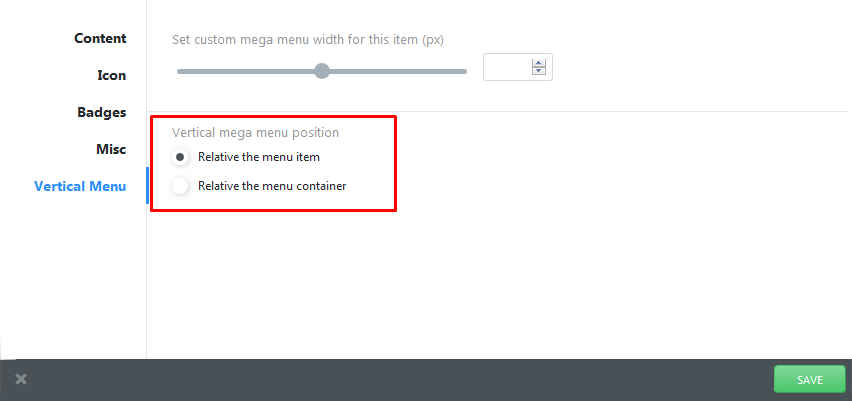 Content
Icon
Badges
Misc
Vertical Menu
Set custom mega menu width for this item (px)
Vertical mega menu position
Relative the menu item
Relative the menu container
SAVE